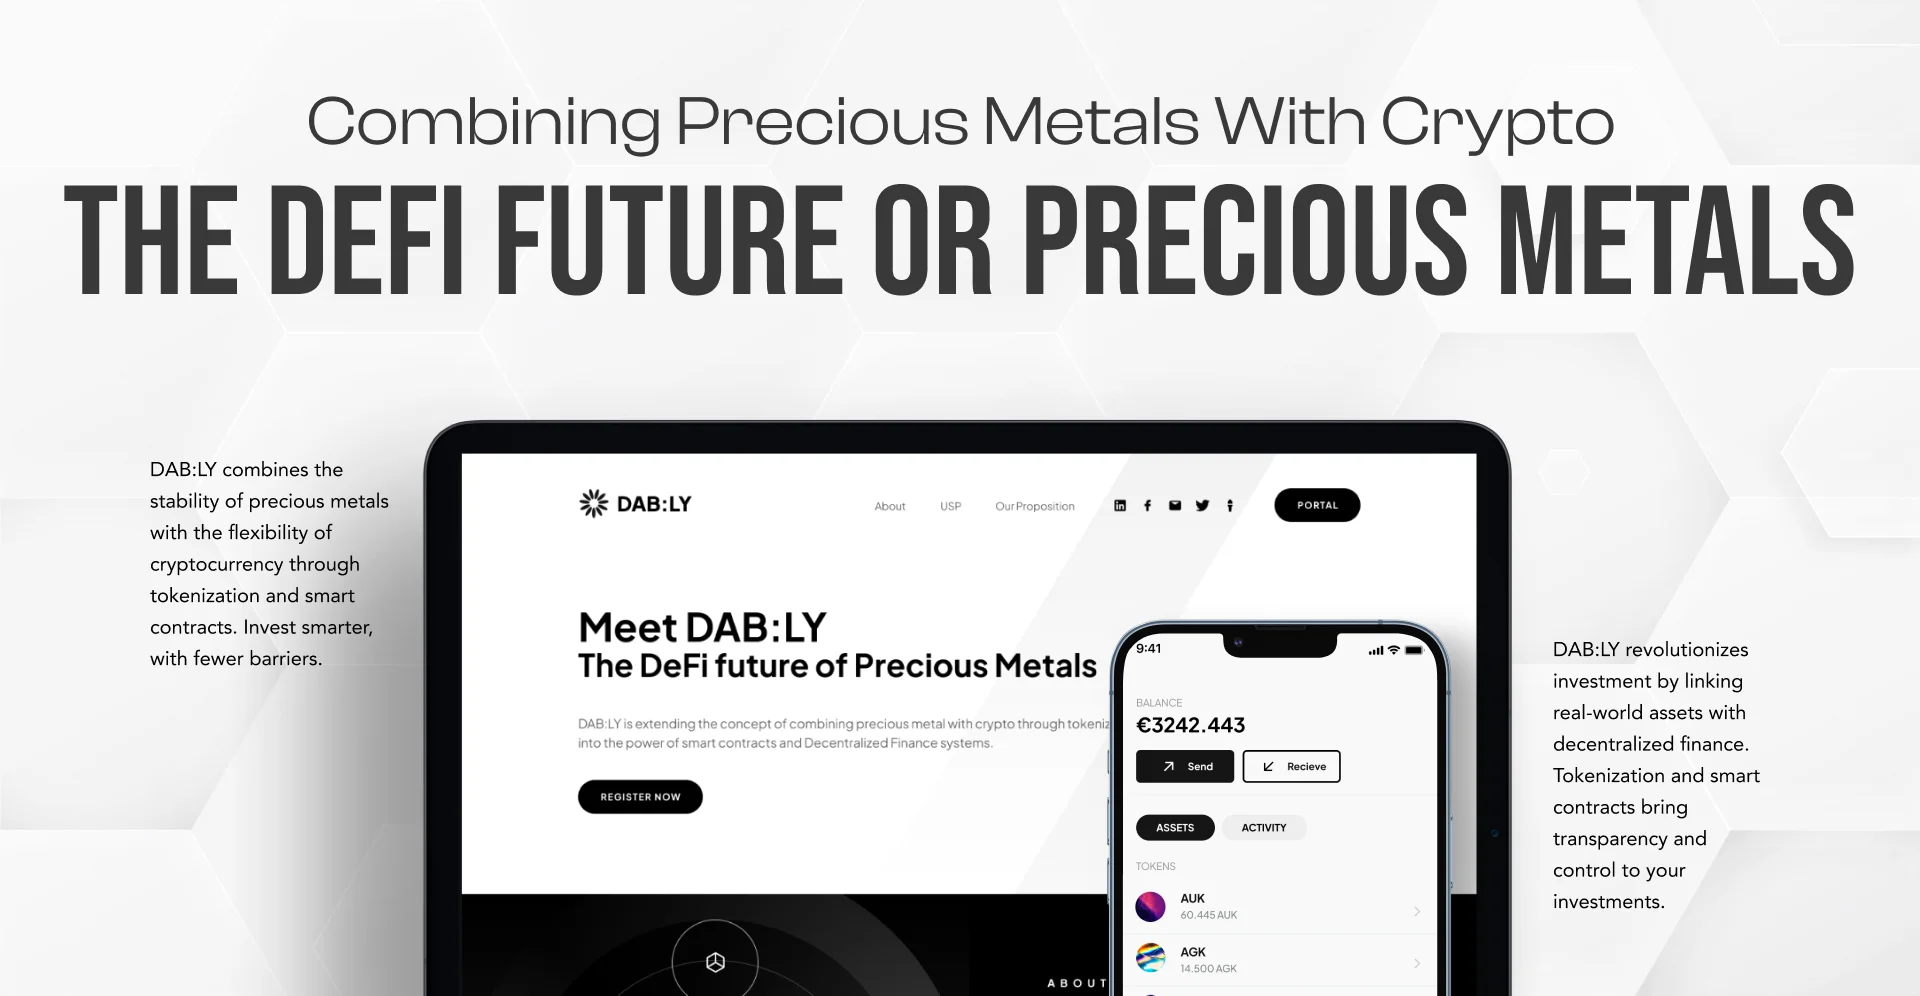 Combining Precious Metals With Crypto
THE DEFI FUTURE OR PRECIOUS METALS
DAB:LY combines the
stability of precious metals
with the flexibility of
cryptocurrency through
tokenization and smart
contracts. Invest smarter,
with fewer barriers.
DAB:LY
About
USP
Our Proposition
PORTAL
Meet DAB:LY
The DeFi future of Precious Metals
DAB:LY is extending the concept of combining precious metal with crypto through
into the power of smart contracts and Decentralized Finance systems.
REGISTER NOW
ABOUT
9:41
BALANCE
€3242.443
Send
Recieve
ASSETS
ACTIVITY
TOKENS
AUK
60.445 AUK
AGK
14.500 AGK
DAB:LY revolutionizes
investment by linking
real-world assets with
decentralized finance.
Tokenization and smart
contracts bring
transparency and
control to your
investments.